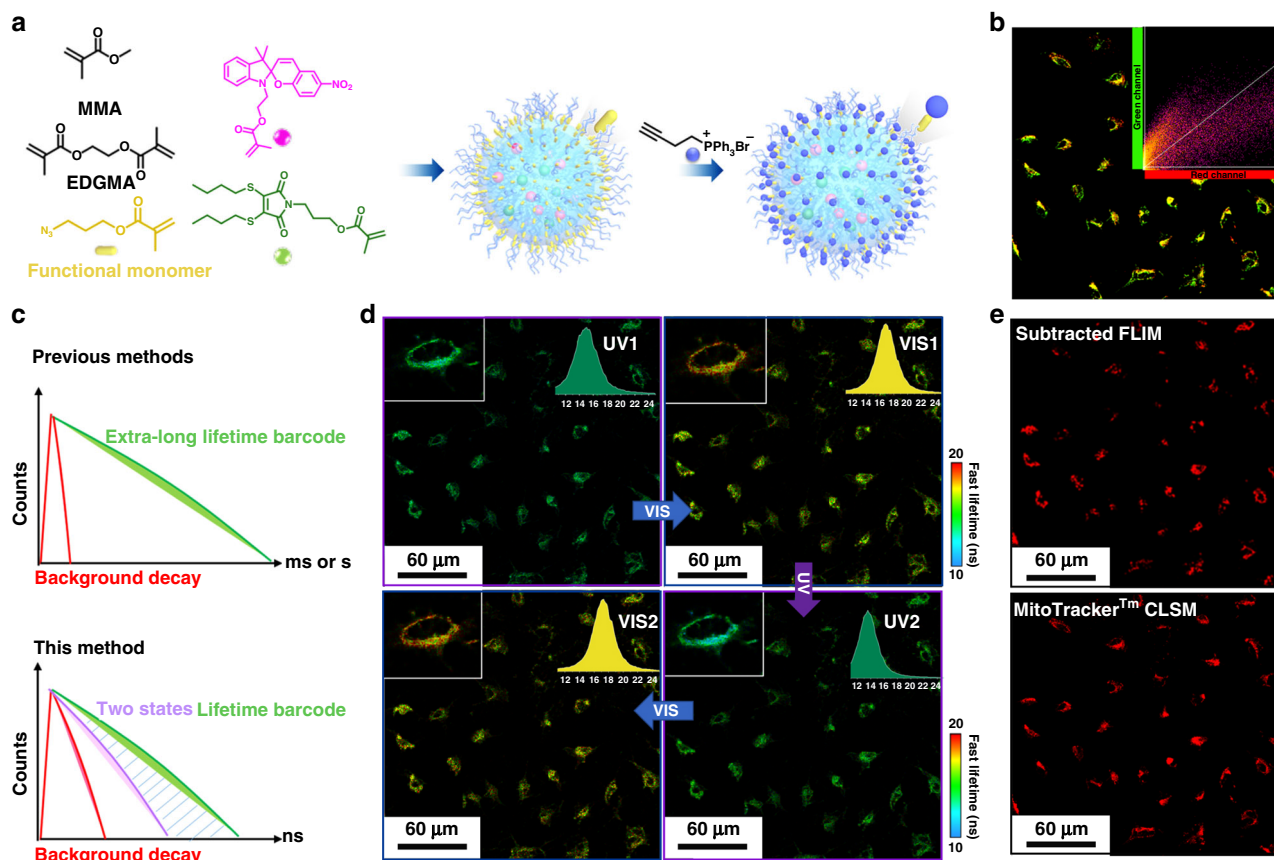 a
MMA
EDGMA
N3
Functional monomer
NO2
PPh3Br−
+
b
Green channel
Red channel
c
Previous methods
Extra-long lifetime barcode
Counts
ms or s
Background decay
This method
Two states Lifetime barcode
Counts
ns
Background decay
d
UV1
12 14 16 18 20 22 24
60 µm
VIS
VIS1
12 14 16 18 20 22 24
60 µm
20
Fast lifetime (ns)
10
UV
VIS2
12 14 16 18 20 22 24
60 µm
VIS
UV2
12 14 16 18 20 22 24
60 µm
20
Fast lifetime (ns)
10
e
Subtracted FLIM
60 µm
MitoTracker™ CLSM
60 µm